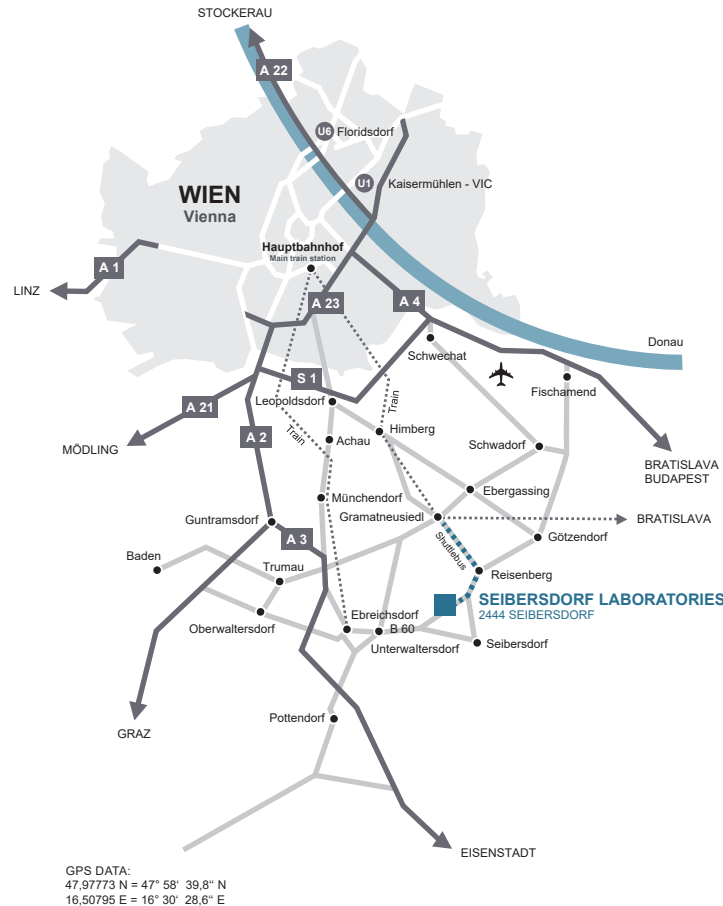 STOCKERAU
A 22
U6 Floridsdorf
U1 Kaisermühlen - VIC
WIEN
Vienna
Hauptbahnhof
Main train station
A 1
LINZ
A 23
A 4
Donau
Schwechat
S 1
Fischamend
Leopoldsdorf
Train
A 21
Himberg
Train
A 2
Achau
Schwadorf
MÖDLING
BRATISLAVA
BUDAPEST
Ebergassing
Münchendorf
Gramatneusiedl
BRATISLAVA
Guntramsdorf
A 3
Shuttlebus
Götzendorf
Baden
Trumau
Reisenberg
SEIBERSDORF LABORATORIES
2444 SEIBERSDORF
Ebreichsdorf
Oberwaltersdorf
B 60
Unterwaltersdorf
Seibersdorf
Pottendorf
GRAZ
EISENSTADT
GPS DATA:
47,97773 N = 47° 58‘ 39,8“ N
16,50795 E = 16° 30‘ 28,6“ E